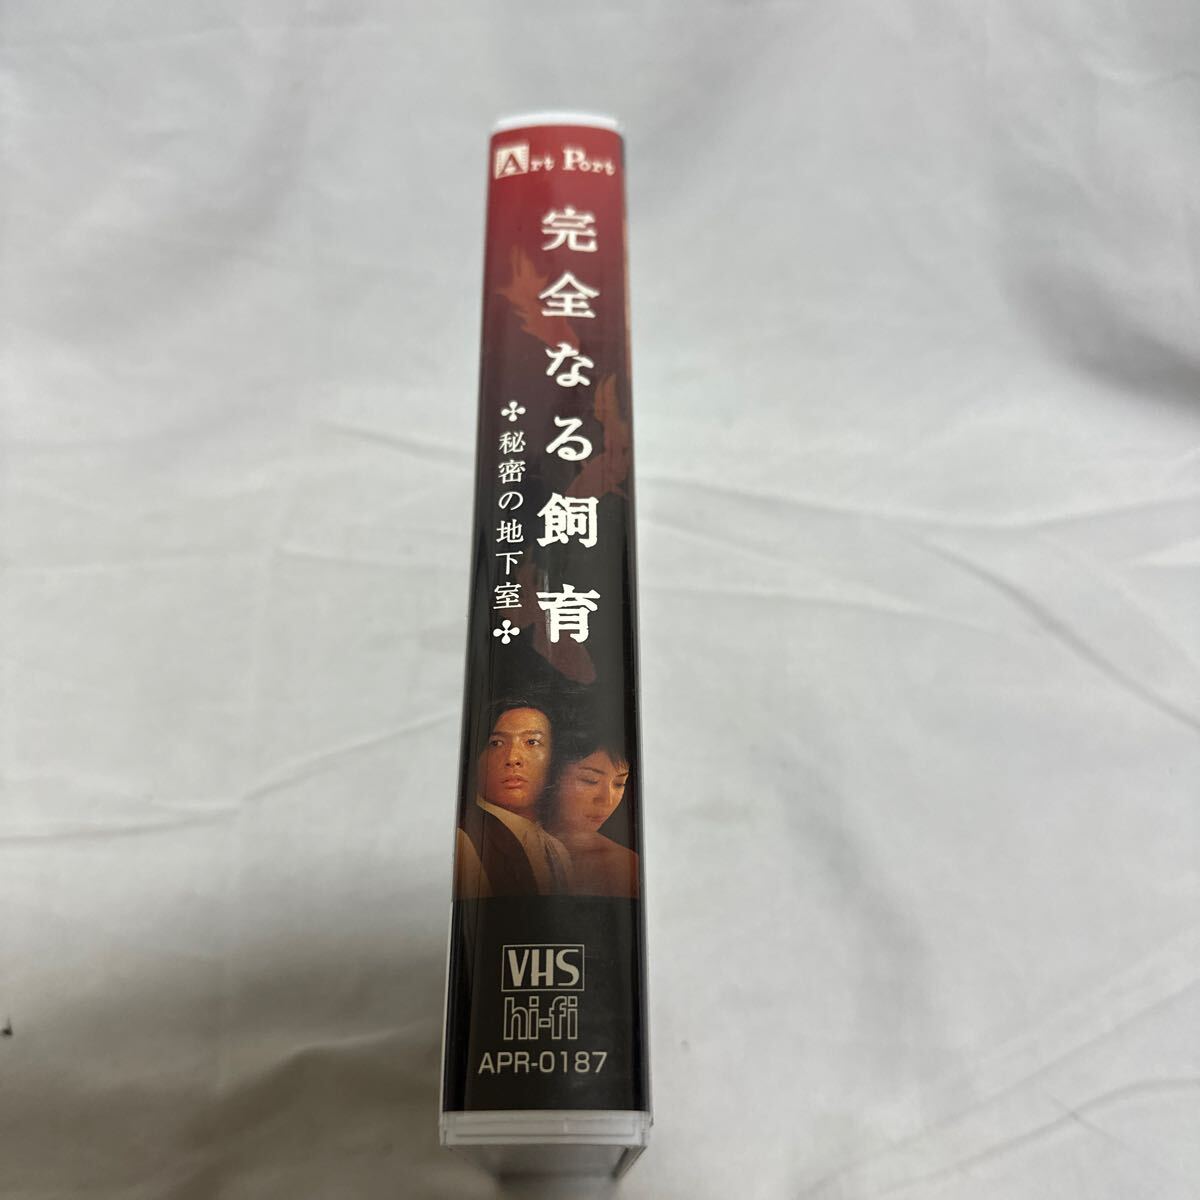 Art Port
完全なる飼育
秘密の地下室
VHS
hi-fi
APR-0187